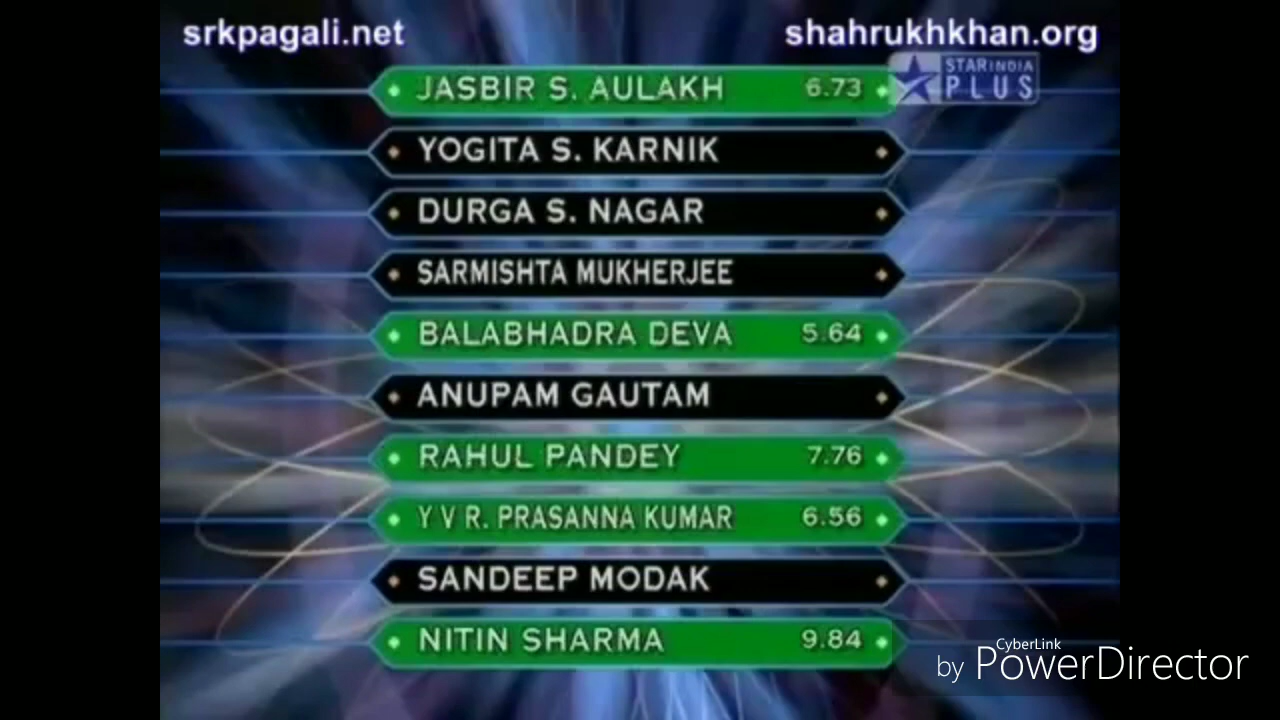 srkpagali.net
shahrukhkhan.org
STAR INDIA
PLUS
JASBIR S. AULAKH 6.73
YOGITA S. KARNIK
DURGA S. NAGAR
SARMISHTA MUKHERJEE
BALABHADRA DEVA 5.64
ANUPAM GAUTAM
RAHUL PANDEY 7.76
Y V R. PRASANNA KUMAR 6.56
SANDEEP MODAK
NITIN SHARMA 9.84
CyberLink
by PowerDirector